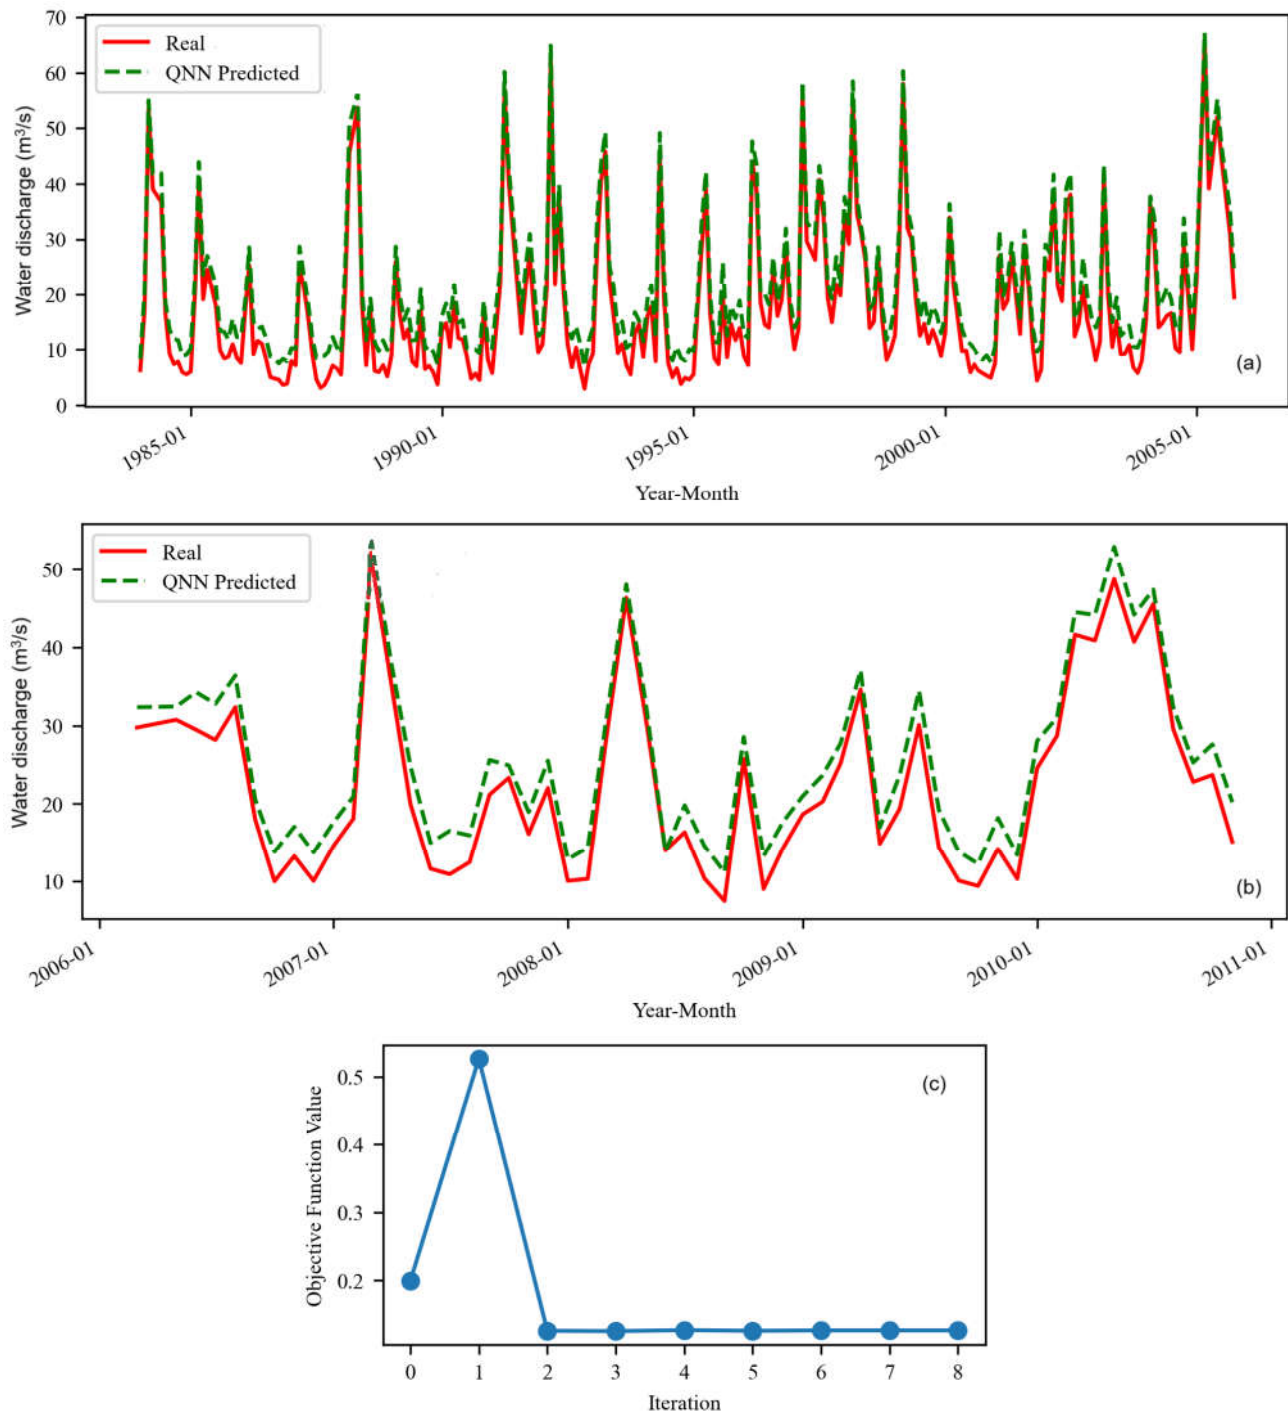 70
60
50
40
30
20
10
0
Water discharge (m³/s)
Real
QNN Predicted
(a)
1985-01
1990-01
1995-01
2000-01
2005-01
Year-Month
50
40
30
20
10
Water discharge (m³/s)
Real
QNN Predicted
(b)
2006-01
2007-01
2008-01
2009-01
2010-01
2011-01
Year-Month
0.5
0.4
0.3
0.2
Objective Function Value
(c)
0 1 2 3 4 5 6 7 8
Iteration